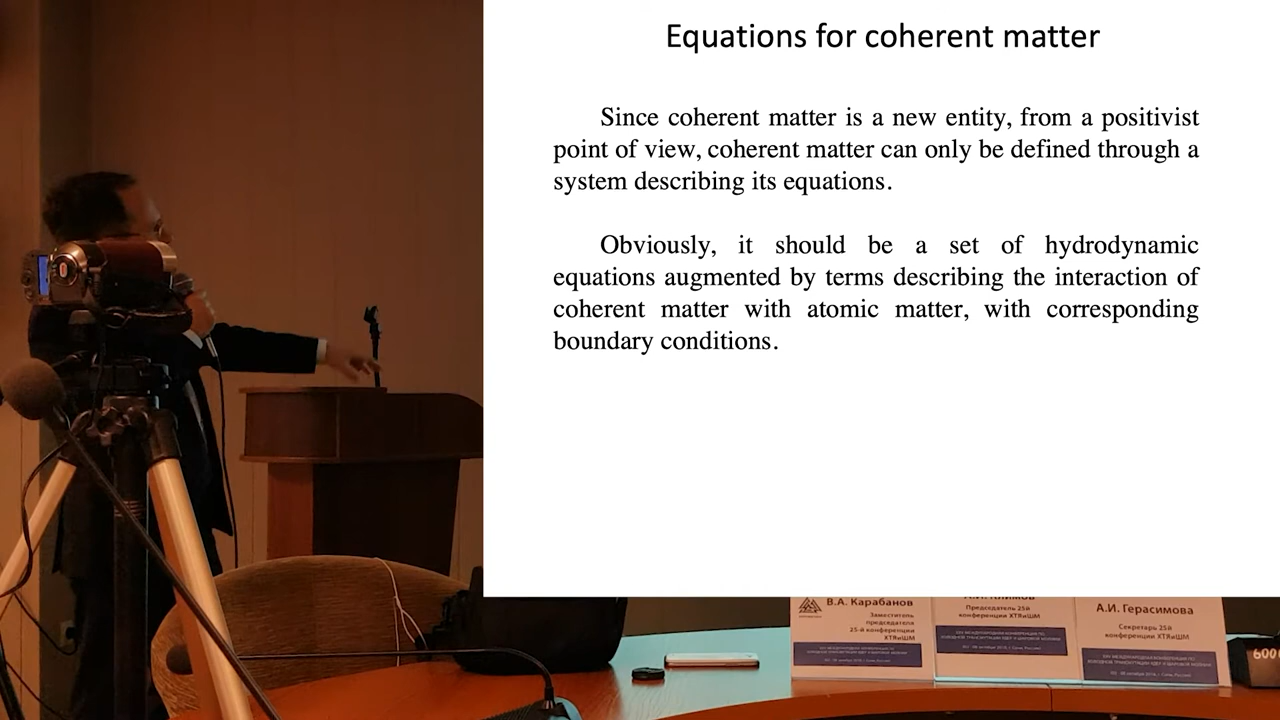 Equations for coherent matter
Since coherent matter is a new entity, from a positivist
point of view, coherent matter can only be defined through a
system describing its equations.
Obviously, it should be a set of hydrodynamic
equations augmented by terms describing the interaction of
coherent matter with atomic matter, with corresponding
boundary conditions.
В.А. Карабанов
Заместитель
председателя
25-й конференции
ХТЯиШМ
Председатель 25й
конференции ХТЯиШМ
А.И. Герасимова
Секретарь 25й
конференции ХТЯиШМ
600